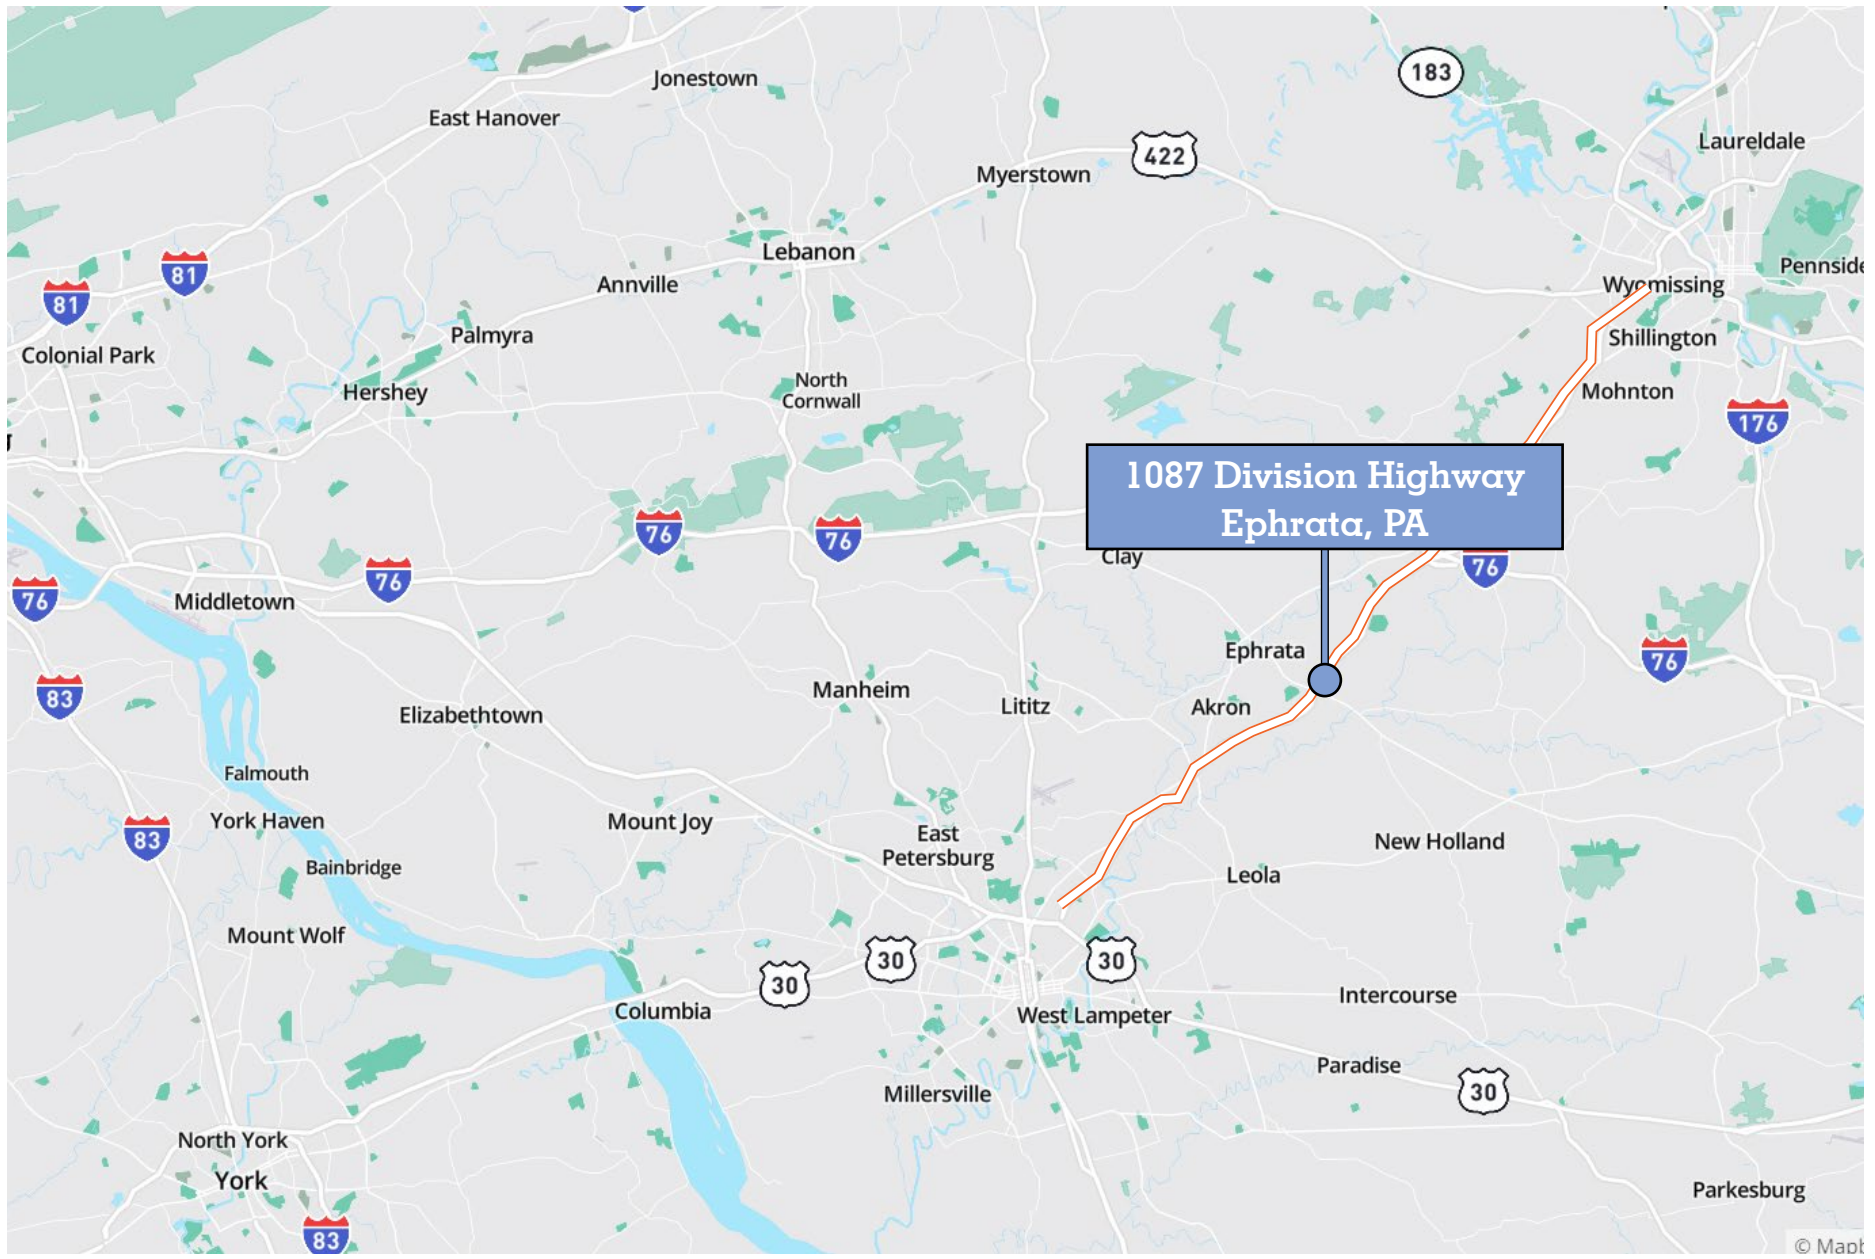 183
Jonestown
East Hanover
Laureldale
422
Myerstown
Lebanon
Pennside
81
Annville
Wyomissing
81
Palmyra
Shillington
Colonial Park
Hershey
North
Cornwall
Mohnton
176
1087 Division Highway
Ephrata, PA
76
76
Clay
76
76
76
Middletown
Ephrata
76
83
Manheim
Lititz
Akron
Elizabethtown
Falmouth
York Haven
Mount Joy
83
East
Petersburg
New Holland
Bainbridge
Leola
Mount Wolf
30
30
30
Intercourse
Columbia
West Lampeter
Paradise
Millersville
30
North York
York
Parkesburg
83
© Mapb